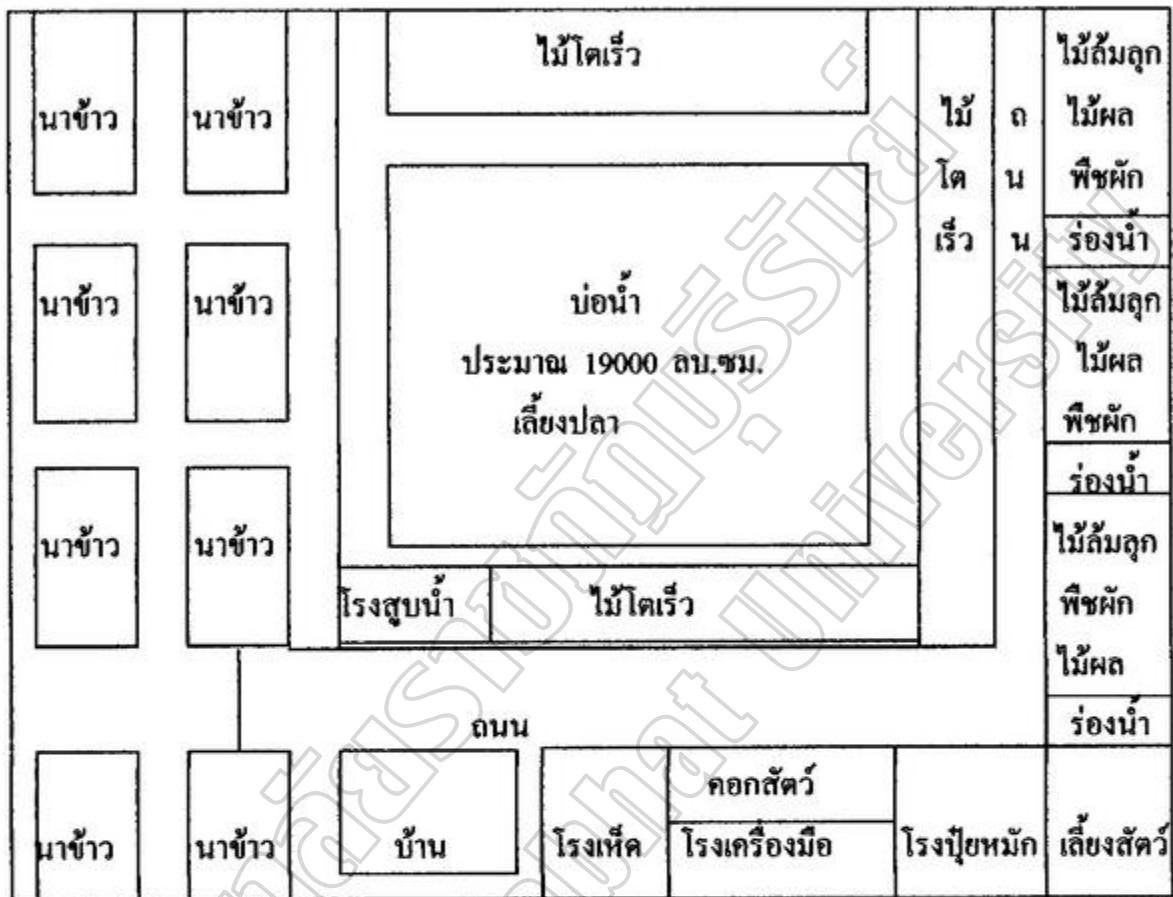 ไม้โตเร็ว
นาข้าว
นาข้าว
ไม้
โต
เร็ว
ถ
น
น
ไม้ล้มลุก
ไม้ผล
พืชผัก
ร่องน้ำ
นาข้าว
นาข้าว
บ่อน้ำ
ประมาณ 19000 ลบ.ซม.
เลี้ยงปลา
ไม้ล้มลุก
ไม้ผล
พืชผัก
ร่องน้ำ
นาข้าว
นาข้าว
โรงสูบน้ำ
ไม้โตเร็ว
ไม้ล้มลุก
พืชผัก
ไม้ผล
ร่องน้ำ
ถนน
นาข้าว
นาข้าว
บ้าน
โรงเห็ด
คอกสัตว์
โรงเครื่องมือ
โรงปุ๋ยหมัก
เลี้ยงสัตว์